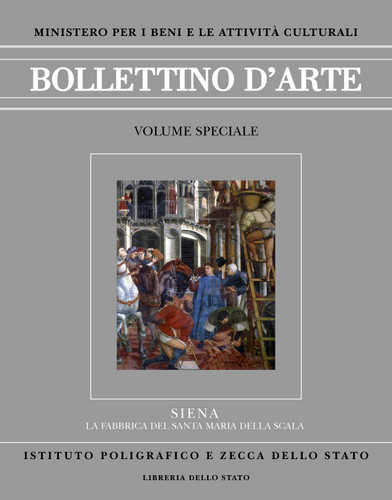 MINISTERO PER I BENI E LE ATTIVITÀ CULTURALI
BOLLETTINO D'ARTE
VOLUME SPECIALE
SIENA
LA FABBRICA DEL SANTA MARIA DELLA SCALA
ISTITUTO POLIGRAFICO E ZECCA DELLO STATO
LIBRERIA DELLO STATO